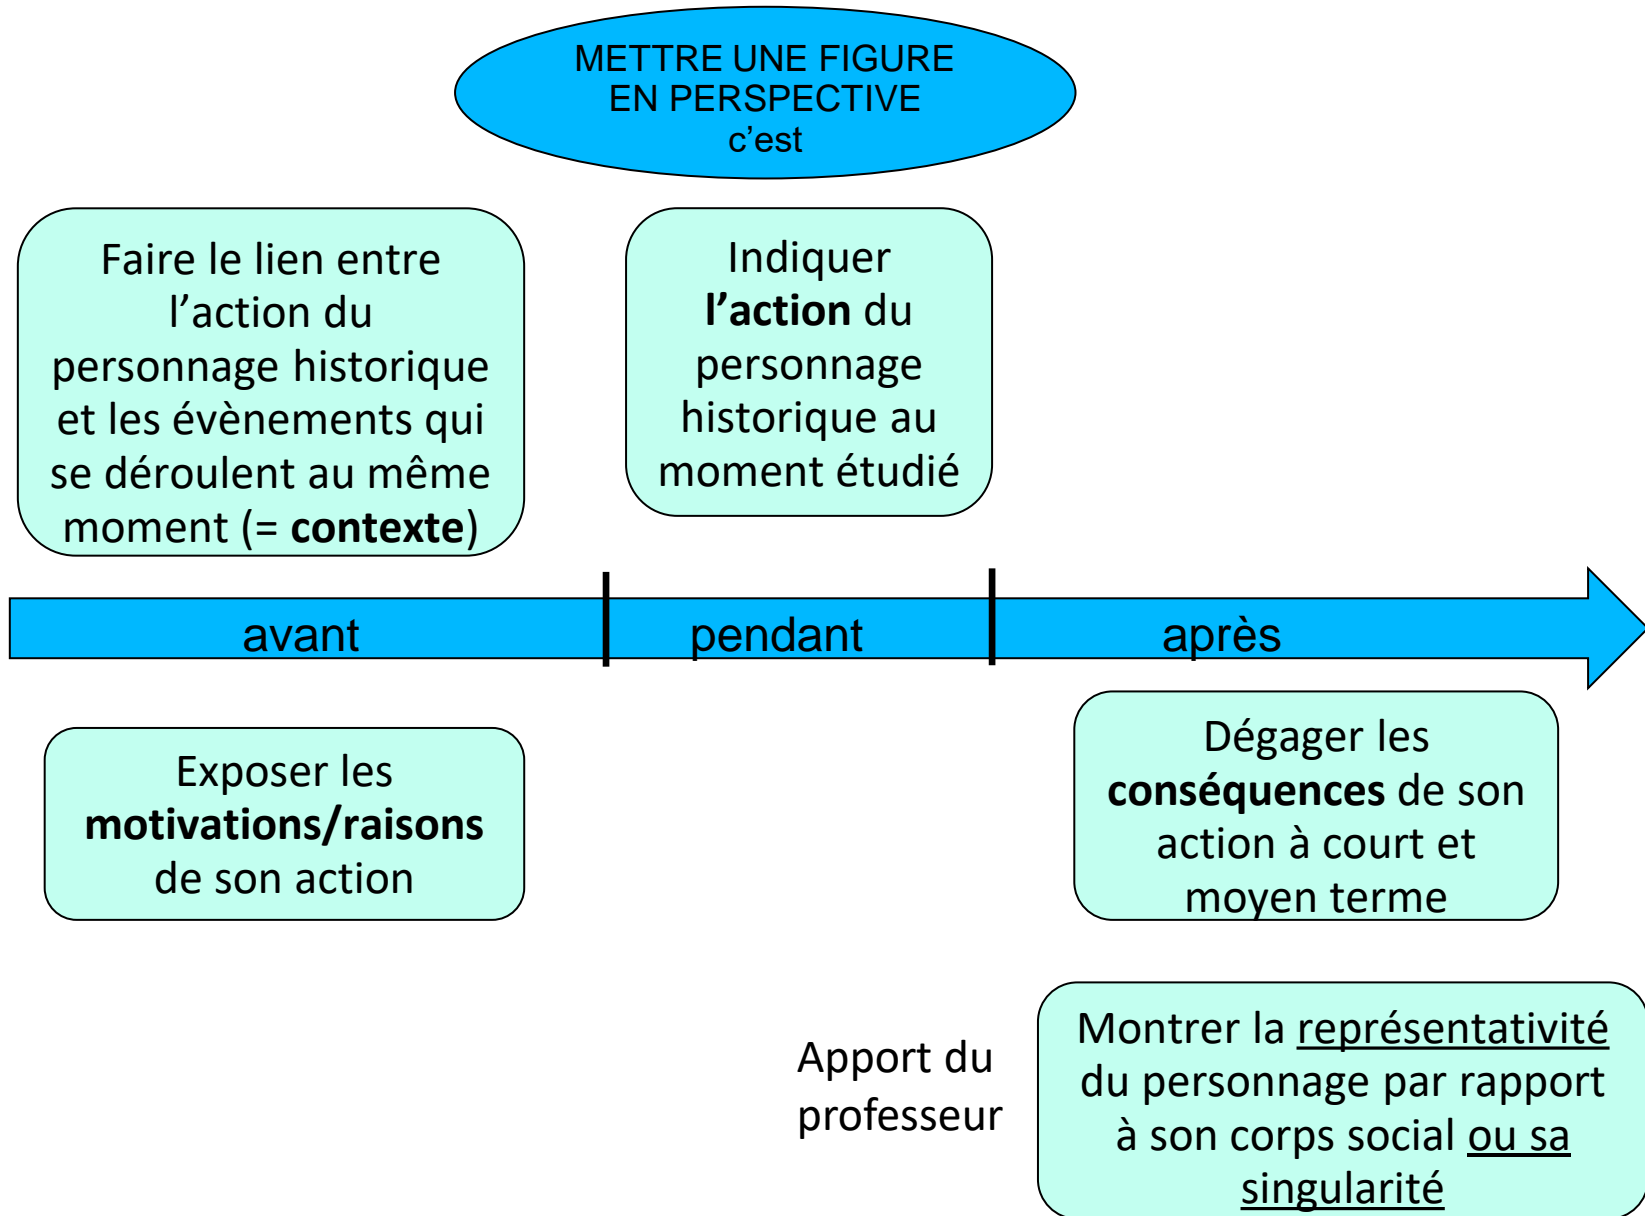 METTRE UNE FIGURE
EN PERSPECTIVE
c’est
Faire le lien entre
l’action du
personnage historique
et les évènements qui
se déroulent au même
moment (= contexte)
Indiquer
l’action du
personnage
historique au
moment étudié
avant
pendant
après
Exposer les
motivations/raisons
de son action
Dégager les
conséquences de son
action à court et
moyen terme
Apport du
professeur
Montrer la représentativité
du personnage par rapport
à son corps social ou sa
singularité